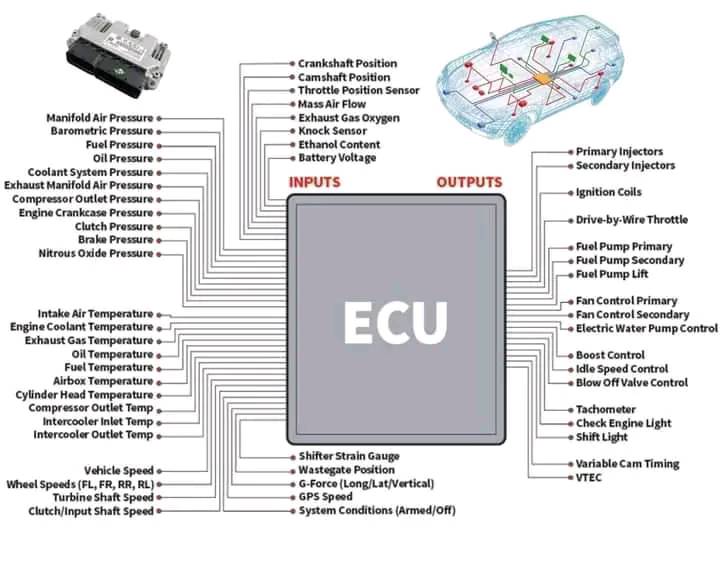 Crankshaft Position
Camshaft Position
Throttle Position Sensor
Mass Air Flow
Exhaust Gas Oxygen
Knock Sensor
Ethanol Content
Battery Voltage
Manifold Air Pressure
Barometric Pressure
Fuel Pressure
Oil Pressure
Coolant System Pressure
Exhaust Manifold Air Pressure
Compressor Outlet Pressure
Engine Crankcase Pressure
Clutch Pressure
Brake Pressure
Nitrous Oxide Pressure
INPUTS
OUTPUTS
Primary Injectors
Secondary Injectors
Ignition Coils
Drive-by-Wire Throttle
Fuel Pump Primary
Fuel Pump Secondary
Fuel Pump Lift
Fan Control Primary
Fan Control Secondary
Electric Water Pump Control
Boost Control
Idle Speed Control
Blow Off Valve Control
Tachometer
Check Engine Light
Shift Light
Variable Cam Timing
VTEC
ECU
Intake Air Temperature
Engine Coolant Temperature
Exhaust Gas Temperature
Oil Temperature
Fuel Temperature
Airbox Temperature
Cylinder Head Temperature
Compressor Outlet Temp
Intercooler Inlet Temp
Intercooler Outlet Temp
Vehicle Speed
Wheel Speeds (FL, FR, RR, RL)
Turbine Shaft Speed
Clutch/Input Shaft Speed
Shifter Strain Gauge
Wastegate Position
G-Force (Long/Lat/Vertical)
GPS Speed
System Conditions (Armed/Off)